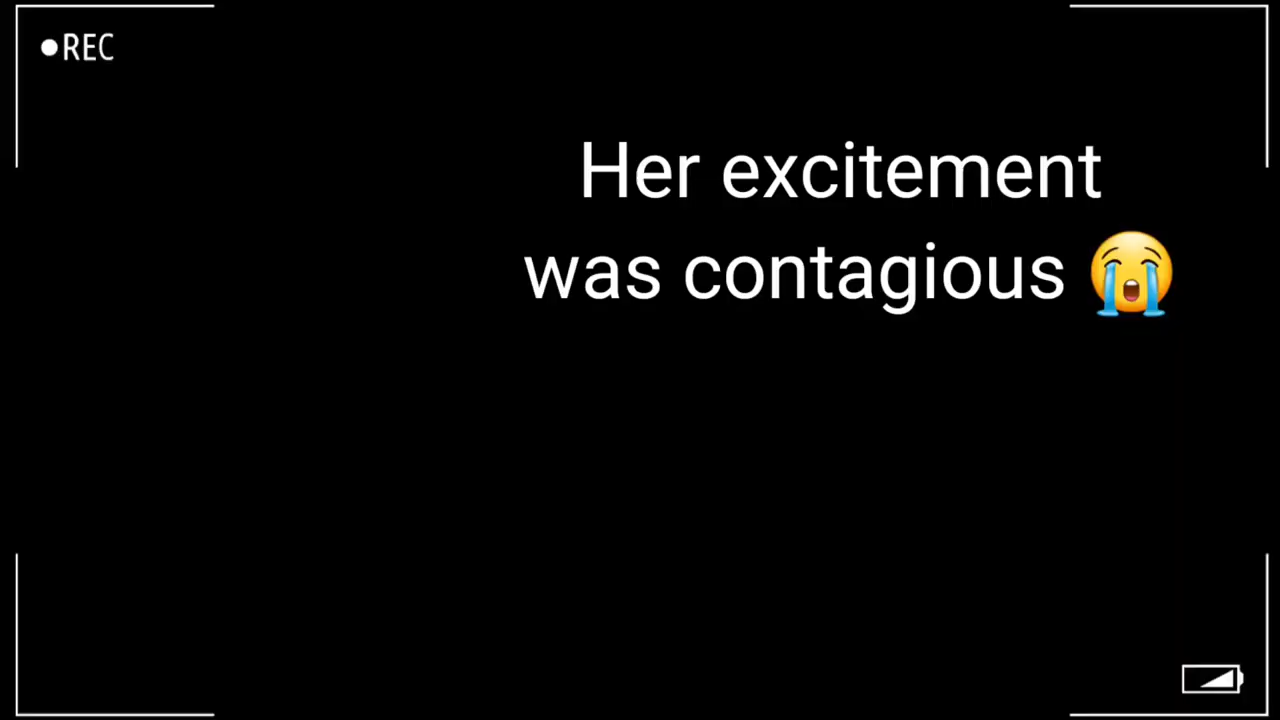 ●REC
Her excitement
was contagious 😭